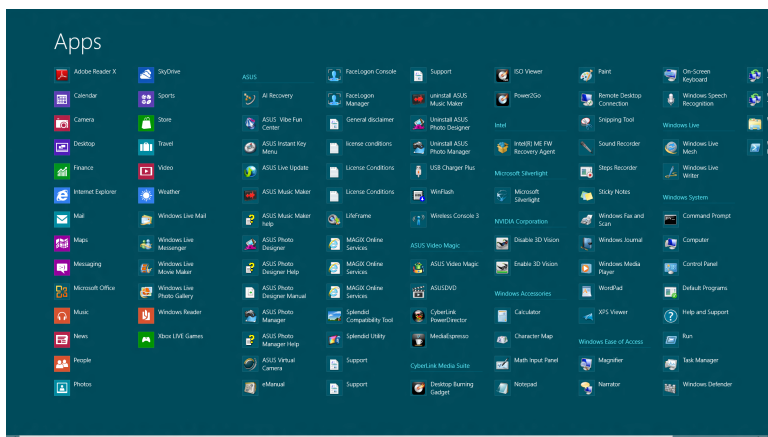 Apps
Adobe Reader X
Calendar
Camera
Desktop
Finance
Internet Explorer
Mail
Maps
Messaging
Microsoft Office
Music
News
People
Photos
SkyDrive
Sports
Store
Travel
Video
Weather
Windows Live Mail
Windows Live
Messenger
Windows Live
Movie Maker
Windows Live
Photo Gallery
Windows Reader
Xbox LIVE Games
ASUS
AI Recovery
ASUS Vibe Fun
Center
ASUS Instant Key
Menu
ASUS Live Update
ASUS Music Maker
ASUS Music Maker
help
ASUS Photo
Designer
ASUS Photo
Designer Help
ASUS Photo
Designer Manual
ASUS Photo
Manager
ASUS Photo
Manager Help
ASUS Virtual
Camera
eManual
FaceLogon Console
FaceLogon
Manager
General disclaimer
license conditions
License Conditions
License Conditions
LifeFrame
MAGIX Online
Services
MAGIX Online
Services
MAGIX Online
Services
Splendid
Compatibility Tool
Splendid Utility
Support
Support
Support
uninstall ASUS
Music Maker
Uninstall ASUS
Photo Designer
Uninstall ASUS
Photo Manager
USB Charger Plus
WinFlash
Wireless Console 3
ASUS Video Magic
ASUS Video Magic
ASUSDVD
CyberLink
PowerDirector
MediaEspresso
CyberLink Media Suite
Desktop Burning
Gadget
ISO Viewer
Power2Go
Intel
Intel(R) ME FW
Recovery Agent
Microsoft Silverlight
Microsoft
Silverlight
NVIDIA Corporation
Disable 3D Vision
Enable 3D Vision
Windows Accessories
Calculator
Character Map
Math Input Panel
Notepad
Paint
Remote Desktop
Connection
Snipping Tool
Sound Recorder
Steps Recorder
Sticky Notes
Windows Fax and
Scan
Windows Journal
Windows Media
Player
WordPad
XPS Viewer
Windows Ease of Access
Magnifier
Narrator
On-Screen
Keyboard
Windows Speech
Recognition
Windows Live
Windows Live
Mesh
Windows Live
Writer
Windows System
Command Prompt
Computer
Control Panel
Default Programs
Help and Support
Run
Task Manager
Windows Defender